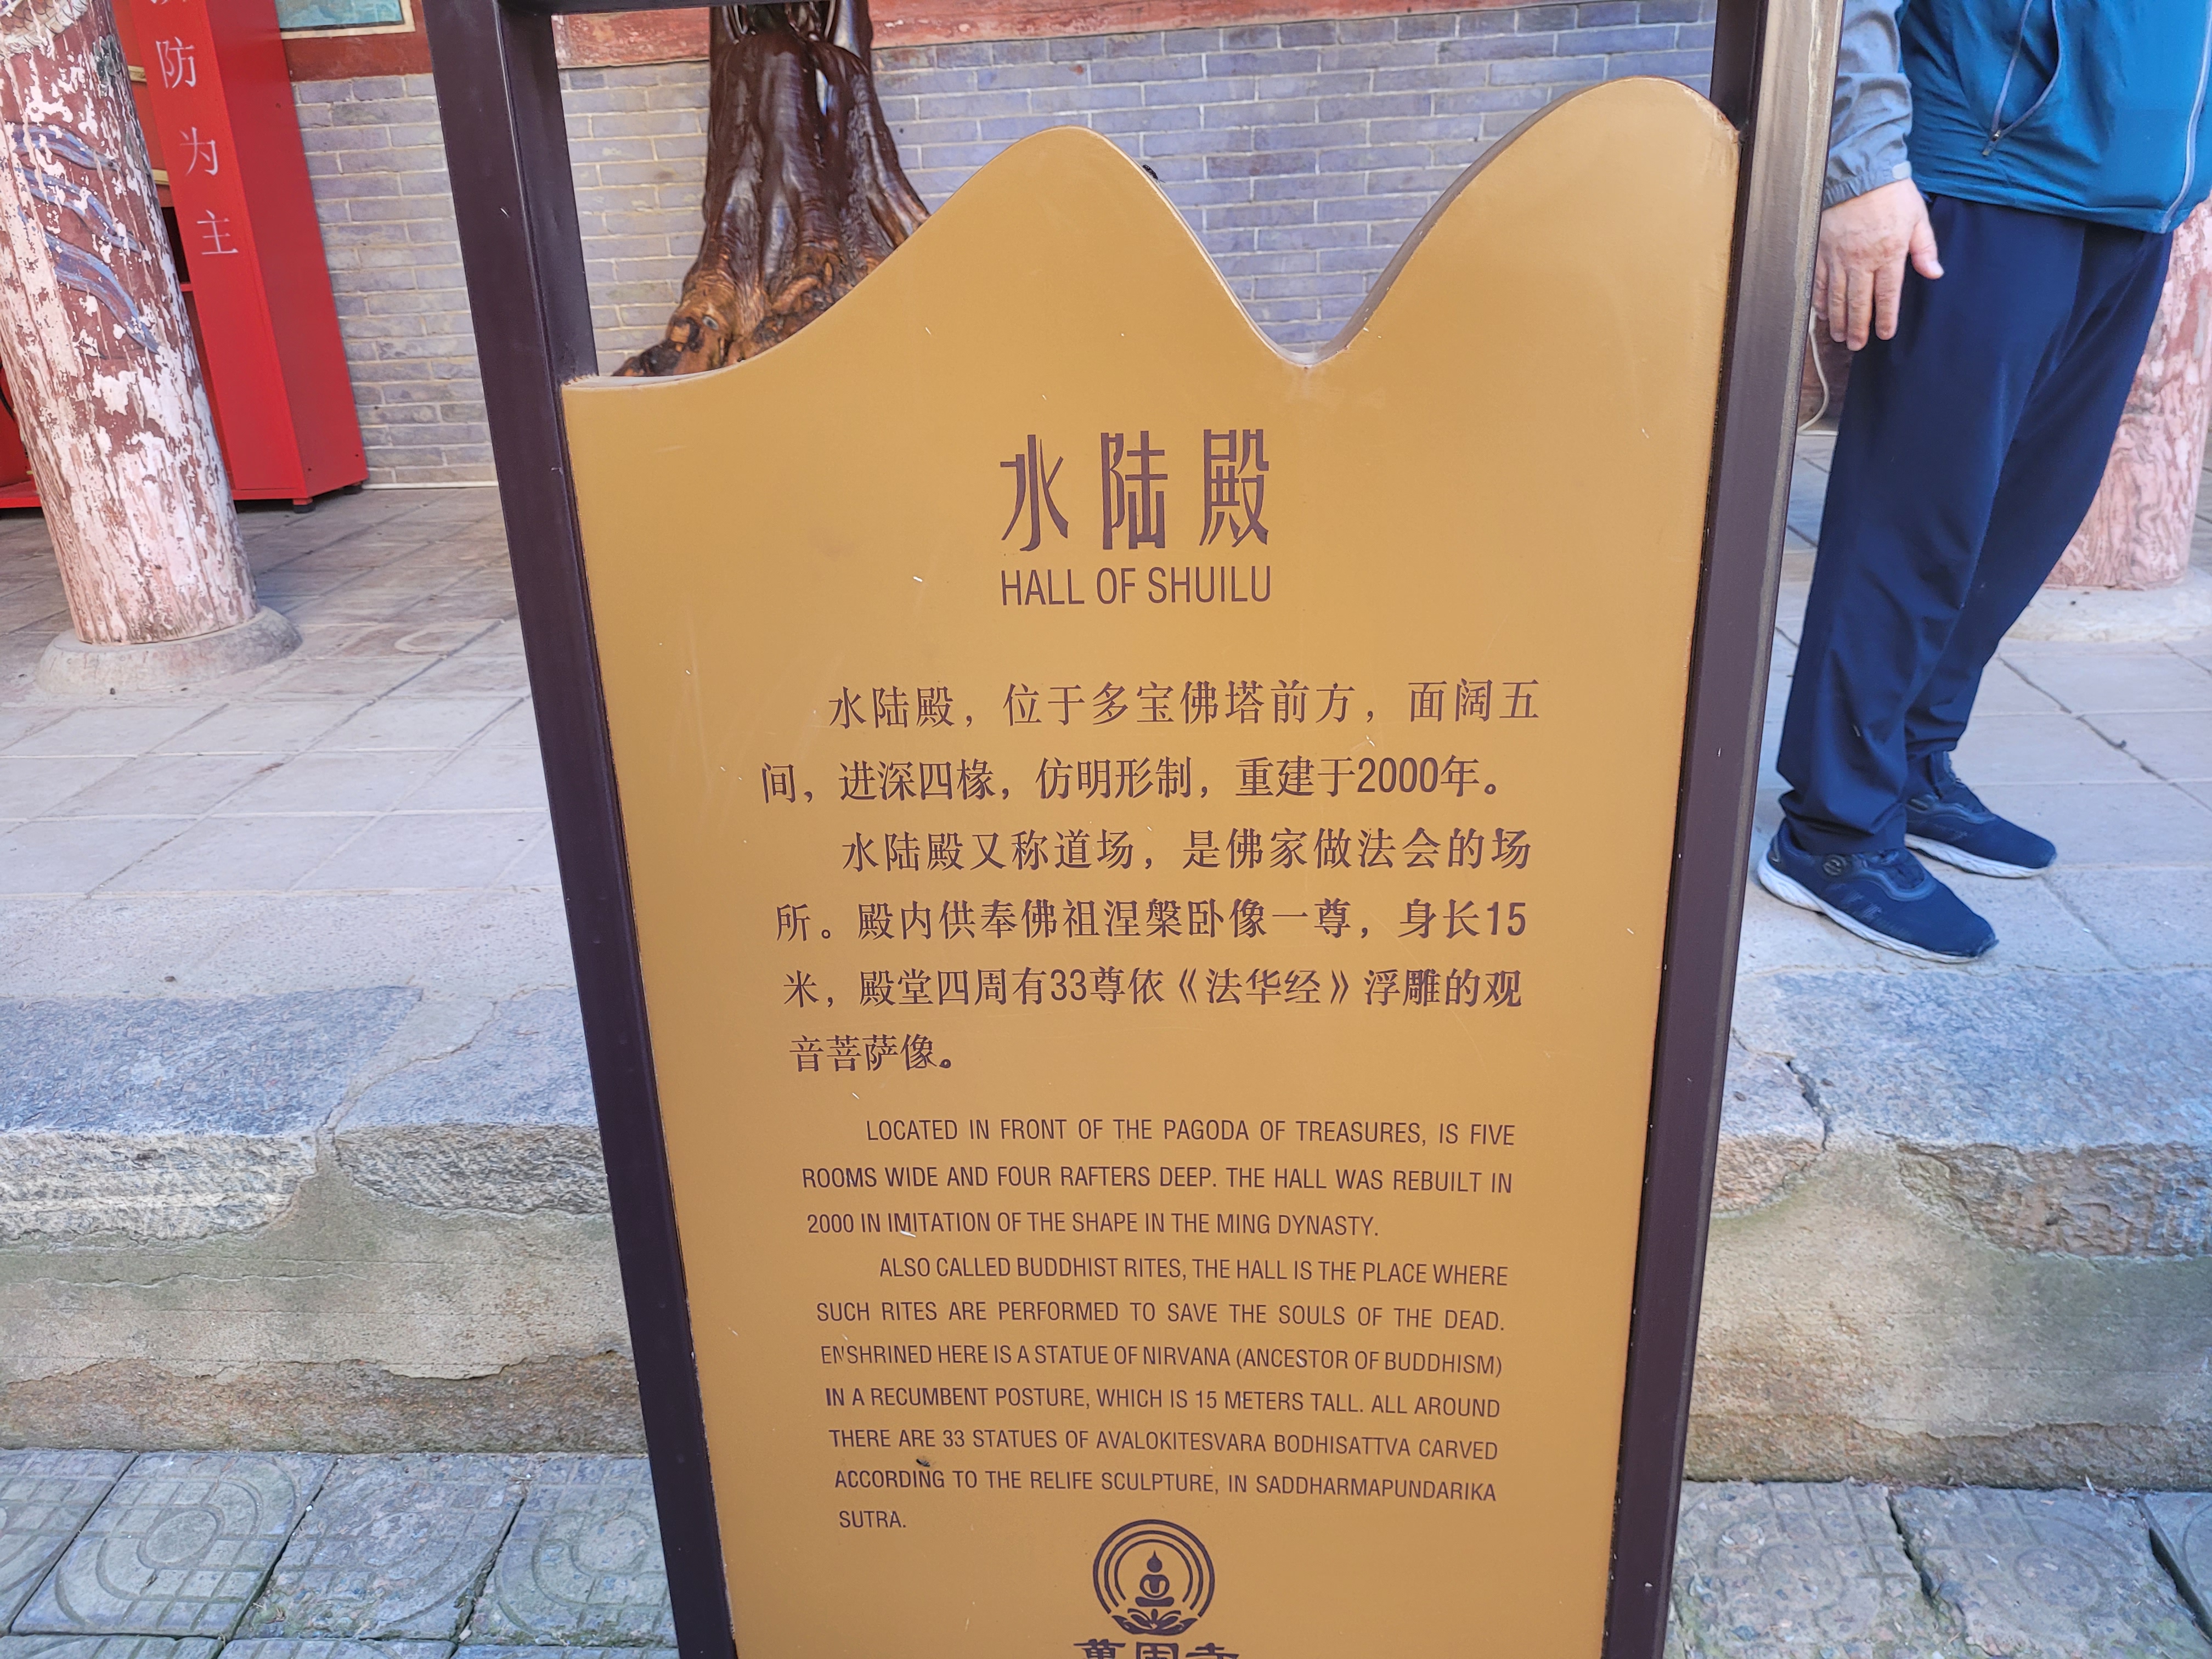 防为主
水陆殿
HALL OF SHUILU
水陆殿，位于多宝佛塔前方，面阔五
间，进深四椽，仿明形制，重建于2000年。
水陆殿又称道场，是佛家做法会的场
所。殿内供奉佛祖涅槃卧像一尊，身长15
米，殿堂四周有33尊依《法华经》浮雕的观
音菩萨像。
LOCATED IN FRONT OF THE PAGODA OF TREASURES, IS FIVE
ROOMS WIDE AND FOUR RAFTERS DEEP. THE HALL WAS REBUILT IN
2000 IN IMITATION OF THE SHAPE IN THE MING DYNASTY.
ALSO CALLED BUDDHIST RITES, THE HALL IS THE PLACE WHERE
SUCH RITES ARE PERFORMED TO SAVE THE SOULS OF THE DEAD.
ENSHRINED HERE IS A STATUE OF NIRVANA (ANCESTOR OF BUDDHISM)
IN A RECUMBENT POSTURE, WHICH IS 15 METERS TALL. ALL AROUND
THERE ARE 33 STATUES OF AVALOKITESVARA BODHISATTVA CARVED
ACCORDING TO THE RELIFE SCULPTURE, IN SADDHARMAPUNDARIKA
SUTRA.